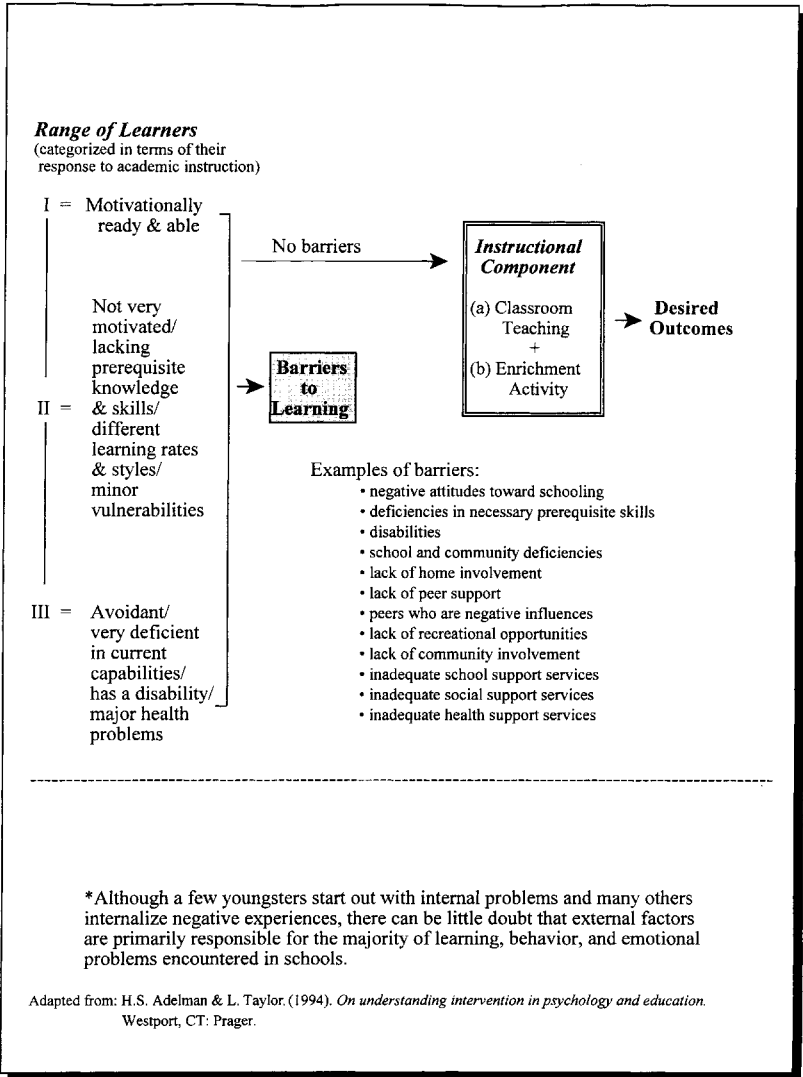 Range of Learners
(categorized in terms of their
response to academic instruction)
I = Motivationally
ready & able
No barriers
Instructional
Component
(a) Classroom
Teaching
+
(b) Enrichment
Activity
Desired
Outcomes
Not very
motivated/
lacking
prerequisite
knowledge
II = & skills/
different
learning rates
& styles/
minor
vulnerabilities
Barriers
to
Learning
Examples of barriers:
• negative attitudes toward schooling
• deficiencies in necessary prerequisite skills
• disabilities
• school and community deficiencies
• lack of home involvement
• lack of peer support
• peers who are negative influences
• lack of recreational opportunities
• lack of community involvement
• inadequate school support services
• inadequate social support services
• inadequate health support services
III = Avoidant/
very deficient
in current
capabilities/
has a disability/
major health
problems
*Although a few youngsters start out with internal problems and many others
internalize negative experiences, there can be little doubt that external factors
are primarily responsible for the majority of learning, behavior, and emotional
problems encountered in schools.
Adapted from: H.S. Adelman & L. Taylor. (1994). On understanding intervention in psychology and education.
Westport, CT: Prager.